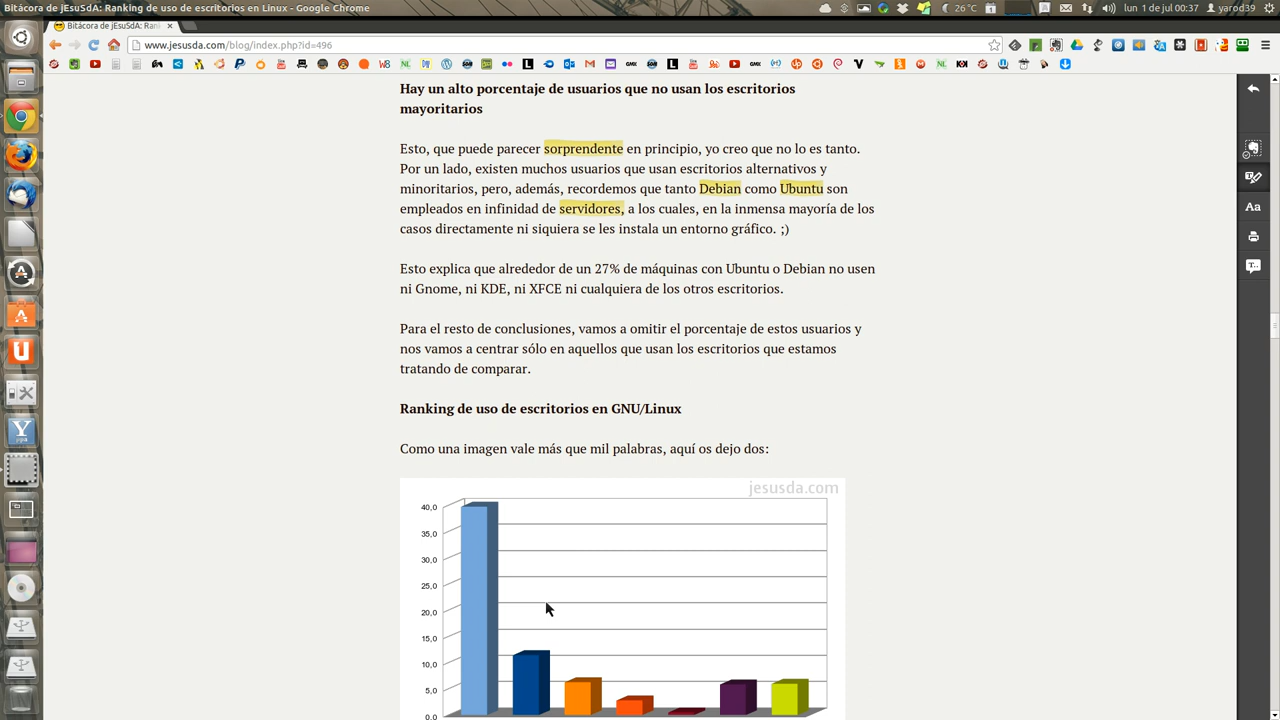 Bitácora de jEsuSdA: Ranking de uso de escritorios en Linux - Google Chrome
26°C
lun 1 de jul 00:37
yarod39
Bitácora de jEsuSdA: Ran
www.jesusda.com/blog/index.php?id=496
Hay un alto porcentaje de usuarios que no usan los escritorios
mayoritarios
Esto, que puede parecer sorprendente en principio, yo creo que no lo es tanto.
Por un lado, existen muchos usuarios que usan escritorios alternativos y
minoritarios, pero, además, recordemos que tanto Debian como Ubuntu son
empleados en infinidad de servidores, a los cuales, en la inmensa mayoría de los
casos directamente ni siquiera se les instala un entorno gráfico. ;)
Esto explica que alrededor de un 27% de máquinas con Ubuntu o Debian no usen
ni Gnome, ni KDE, ni XFCE ni cualquiera de los otros escritorios.
Para el resto de conclusiones, vamos a omitir el porcentaje de estos usuarios y
nos vamos a centrar sólo en aquellos que usan los escritorios que estamos
tratando de comparar.
Ranking de uso de escritorios en GNU/Linux
Como una imagen vale más que mil palabras, aquí os dejo dos:
jesusda.com
40,0
35,0
30,0
25,0
20,0
15,0
10,0
5,0
0.0
Aa